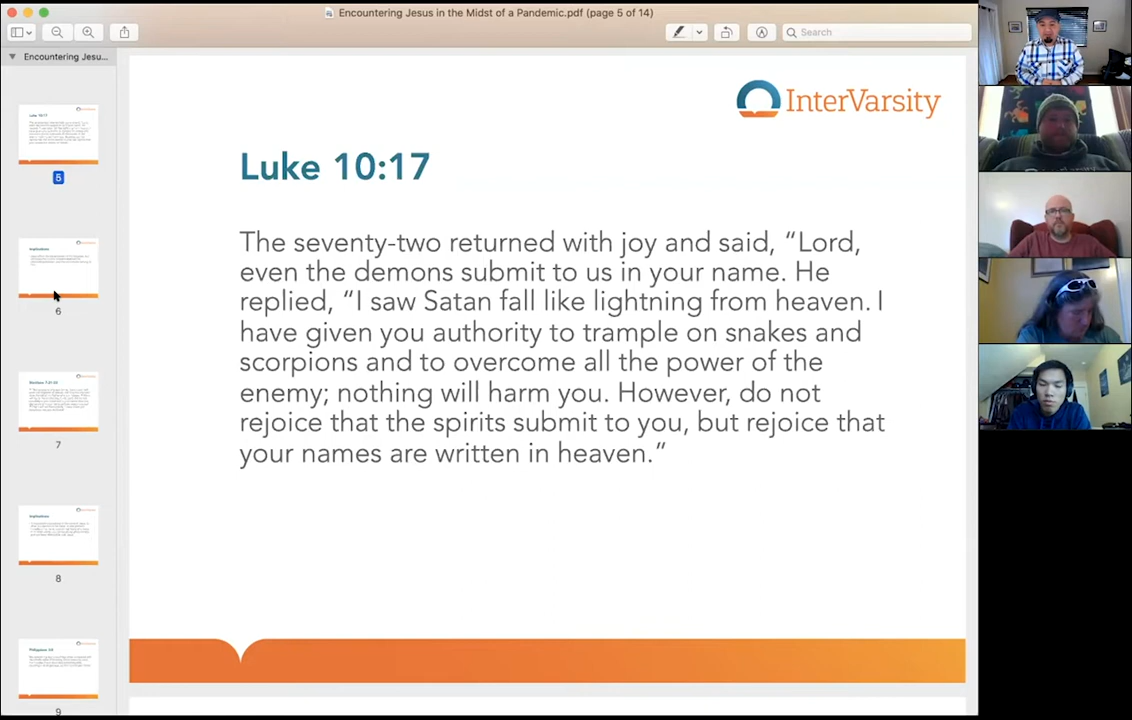 Encountering Jesus in the Midst of a Pandemic.pdf (page 5 of 14)
Search
Encountering Jesu...
Luke 10:17
5
6
7
8
9
InterVarsity
Luke 10:17
The seventy-two returned with joy and said, “Lord,
even the demons submit to us in your name. He
replied, “I saw Satan fall like lightning from heaven. I
have given you authority to trample on snakes and
scorpions and to overcome all the power of the
enemy; nothing will harm you. However, do not
rejoice that the spirits submit to you, but rejoice that
your names are written in heaven.”